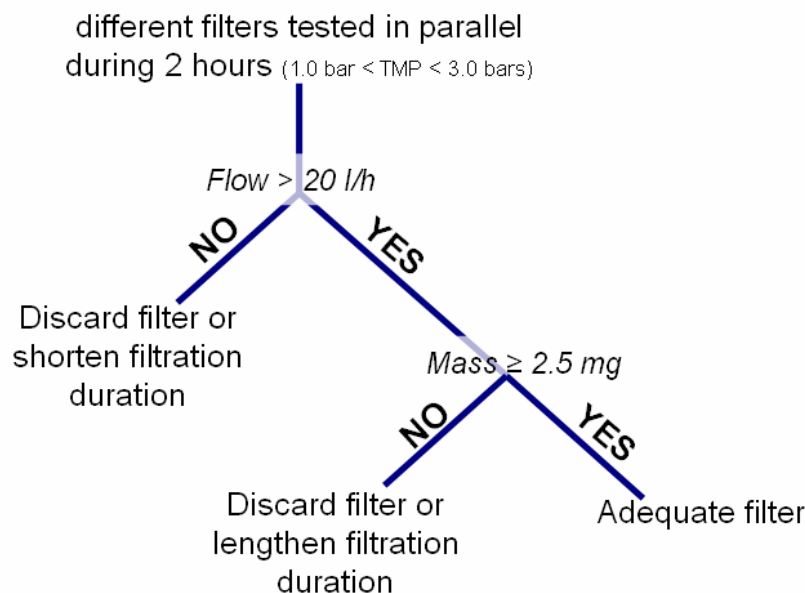 different filters tested in parallel
during 2 hours (1.0 bar < TMP < 3.0 bars)
Flow > 20 l/h
NO
YES
Discard filter or
shorten filtration
duration
Mass ≥ 2.5 mg
NO
YES
Discard filter or
lengthen filtration
duration
Adequate filter